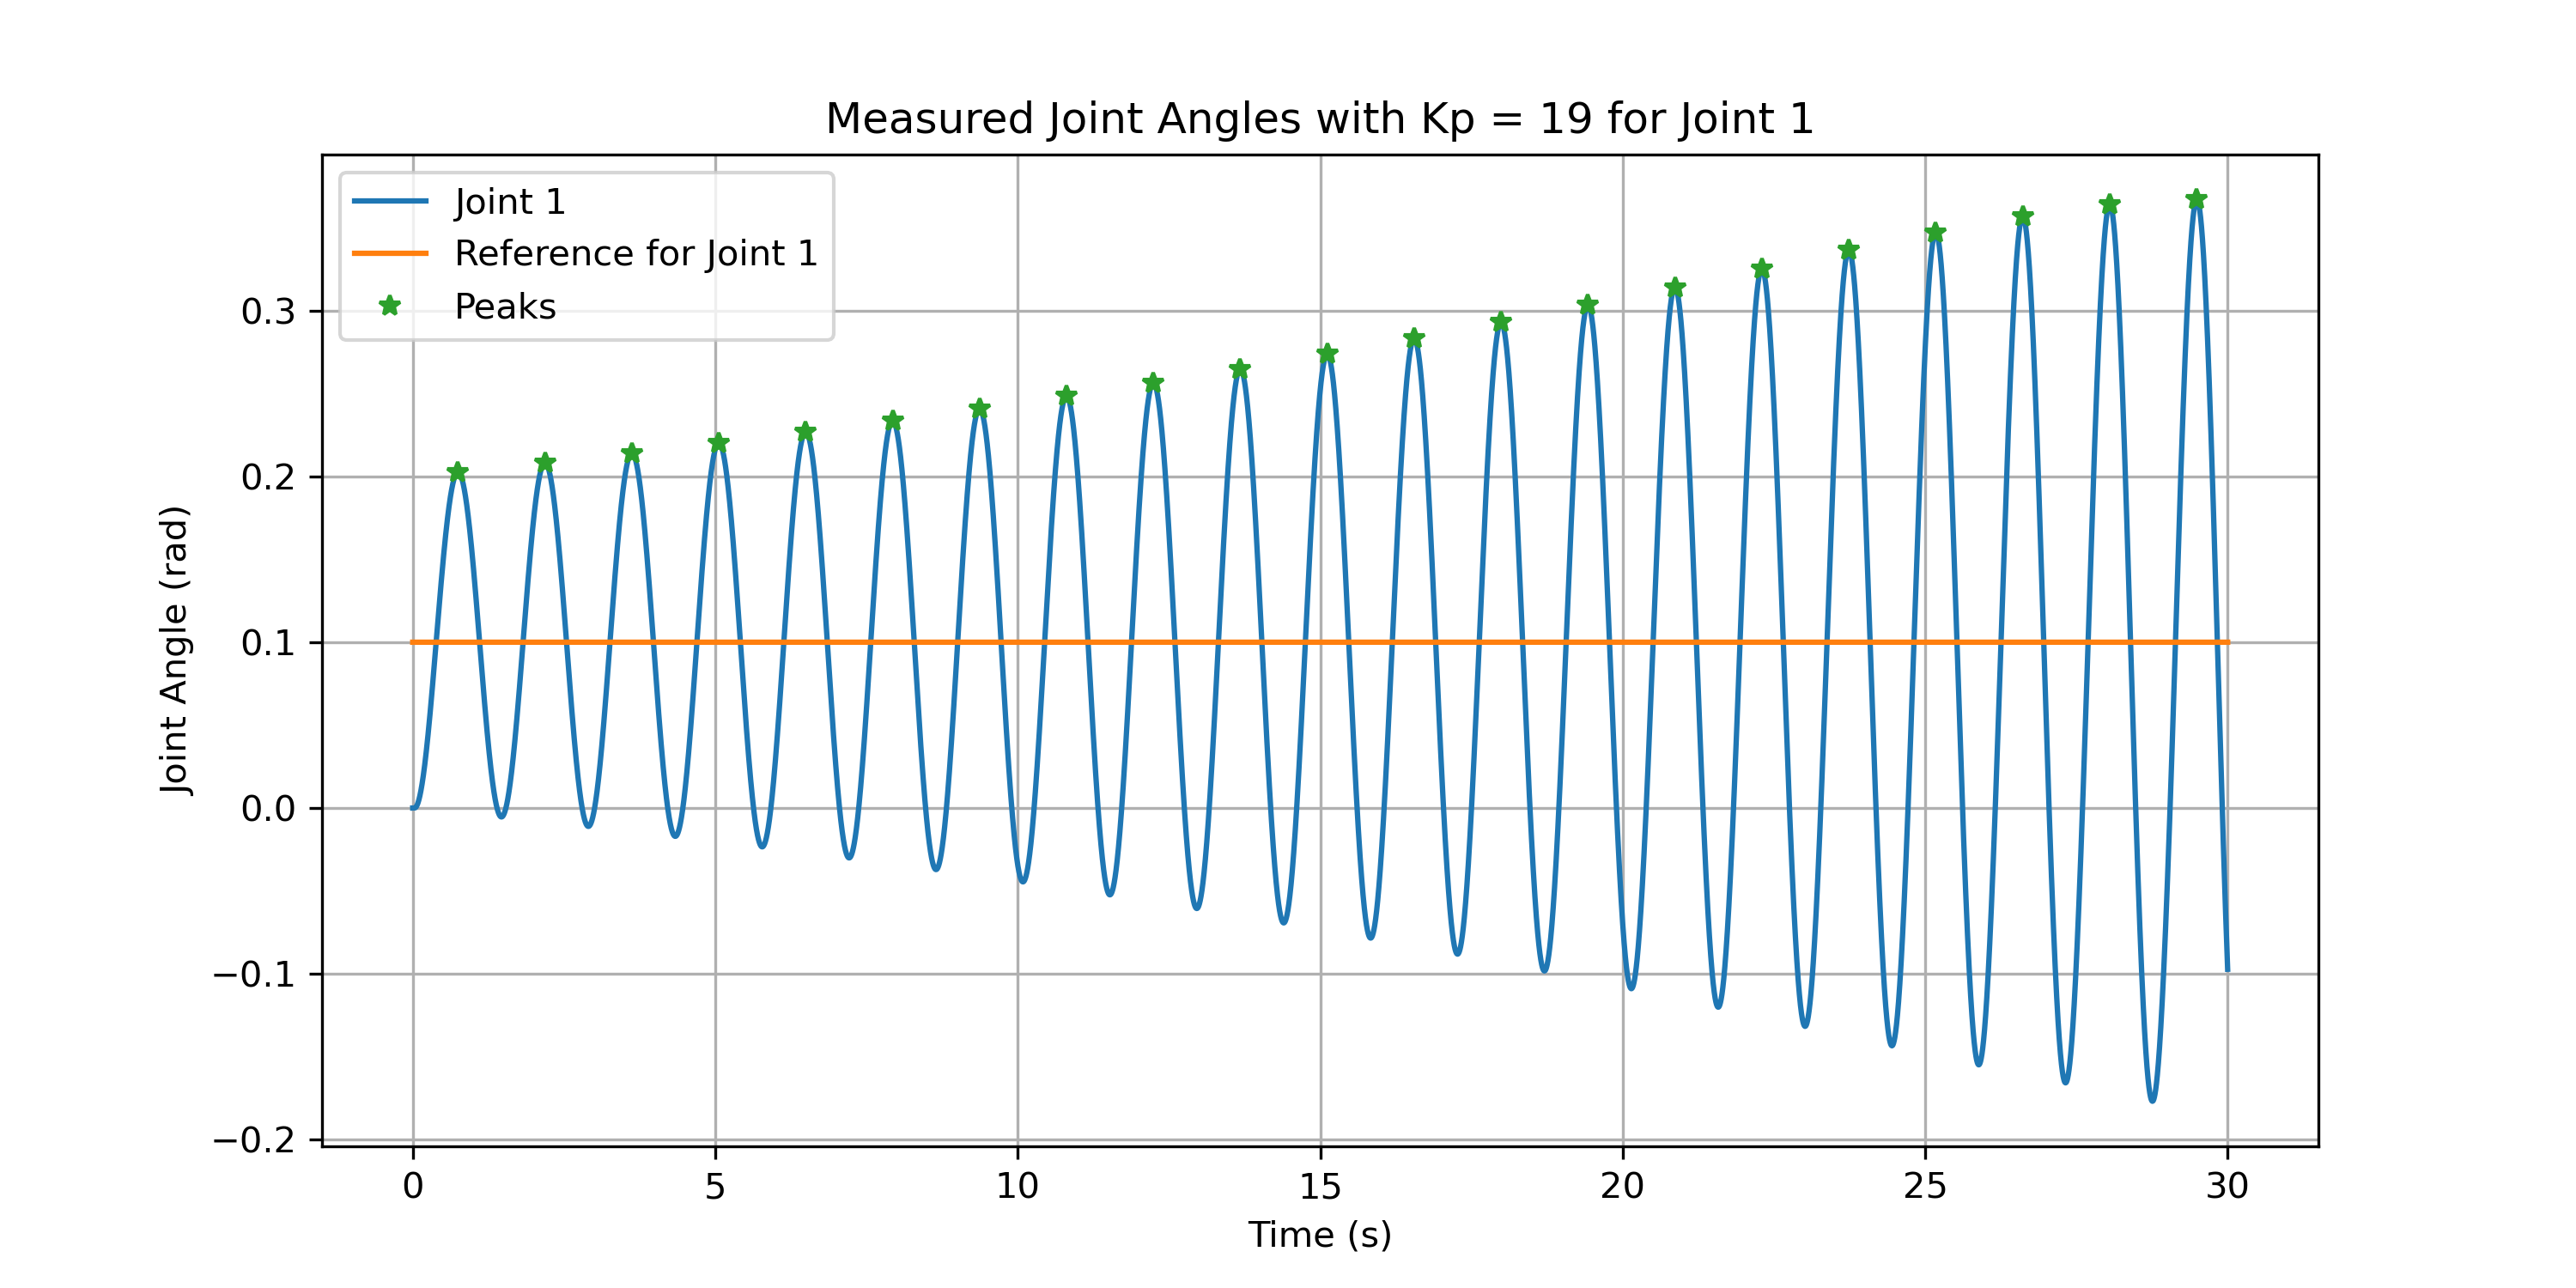 Measured Joint Angles with Kp = 19 for Joint 1
Joint 1
Reference for Joint 1
Peaks
Joint Angle (rad)
0.3
0.2
0.1
0.0
−0.1
−0.2
0 5 10 15 20 25 30
Time (s)